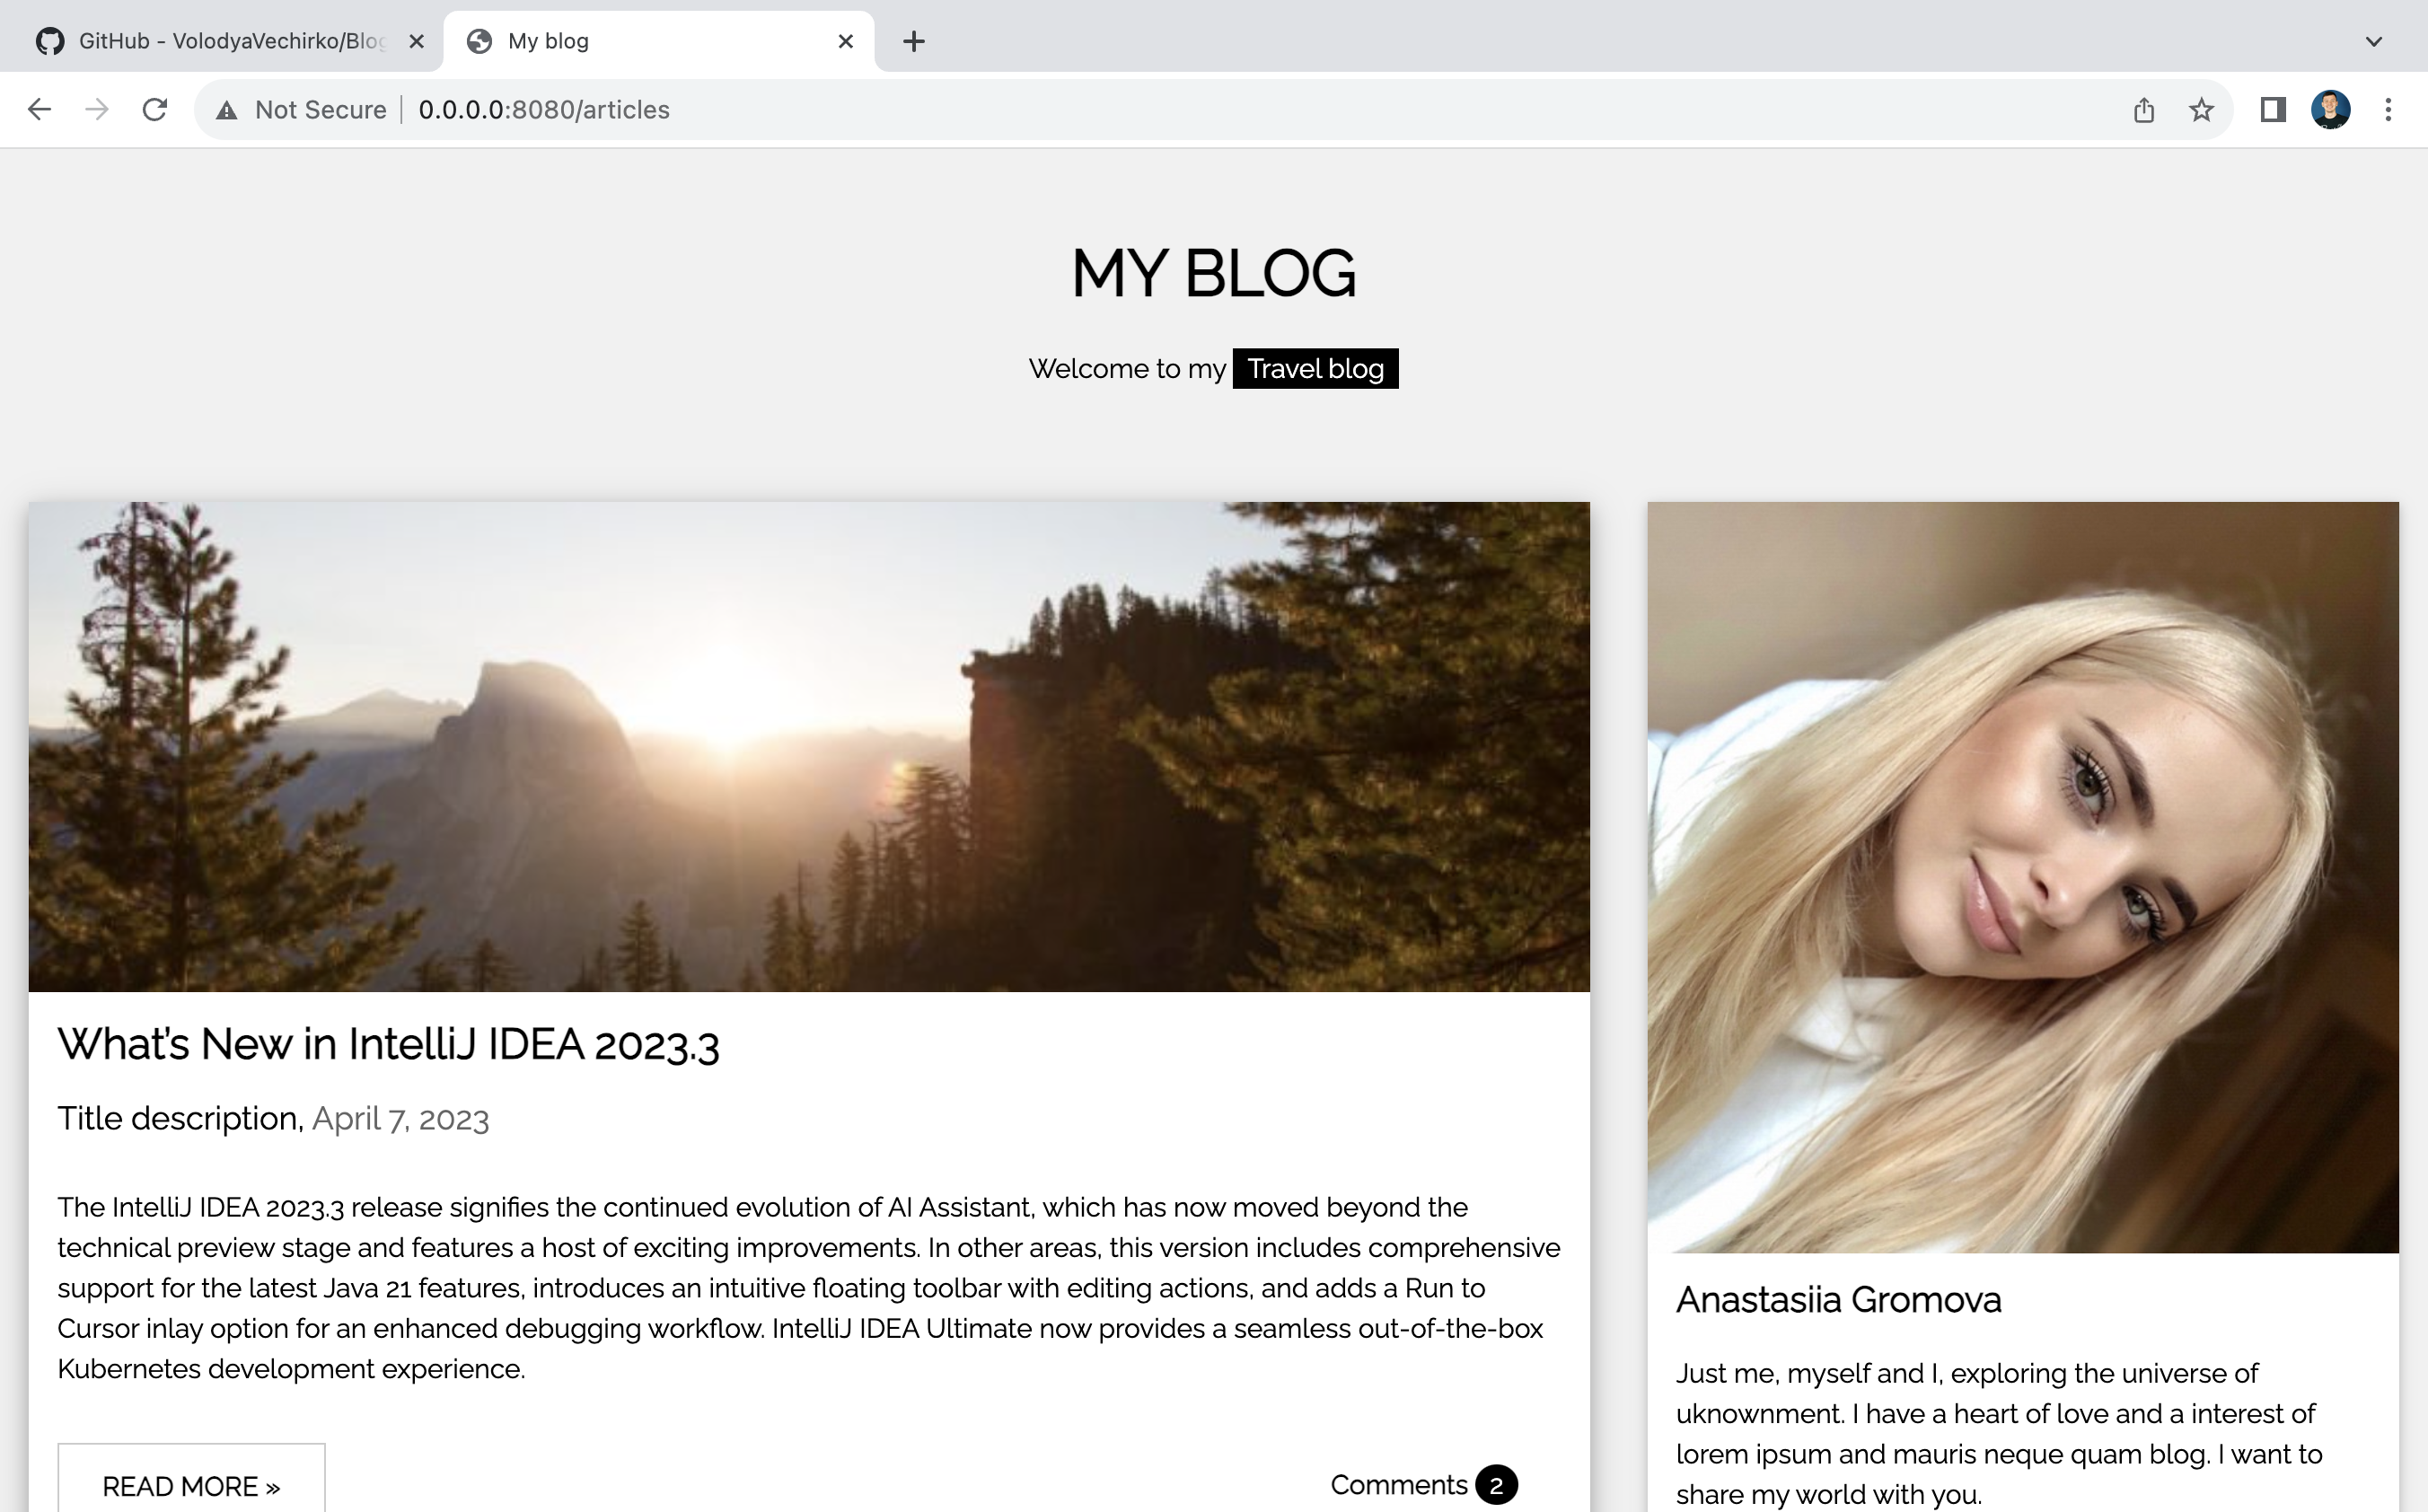 GitHub - VolodyaVechirko/Blog
My blog
Not Secure
0.0.0.0:8080/articles
MY BLOG
Welcome to my Travel blog
What's New in IntelliJ IDEA 2023.3
Title description, April 7, 2023
The IntelliJ IDEA 2023.3 release signifies the continued evolution of AI Assistant, which has now moved beyond the
technical preview stage and features a host of exciting improvements. In other areas, this version includes comprehensive
support for the latest Java 21 features, introduces an intuitive floating toolbar with editing actions, and adds a Run to
Cursor inlay option for an enhanced debugging workflow. IntelliJ IDEA Ultimate now provides a seamless out-of-the-box
Kubernetes development experience.
READ MORE »
Comments 2
Anastasiia Gromova
Just me, myself and I, exploring the universe of
uknownment. I have a heart of love and a interest of
lorem ipsum and mauris neque quam blog. I want to
share my world with you.